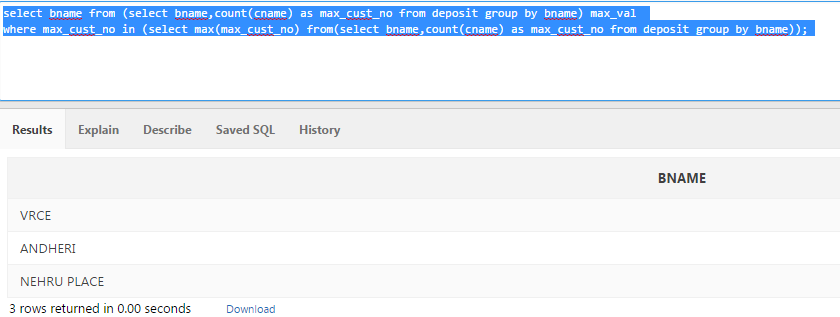 select bname from (select bname,count(cname) as max_cust_no from deposit group by bname) max_val
where max_cust_no in (select max(max_cust_no) from(select bname,count(cname) as max_cust_no from deposit group by bname));
Results Explain Describe Saved SQL History
BNAME
VRCE
ANDHERI
NEHRU PLACE
3 rows returned in 0.00 seconds Download